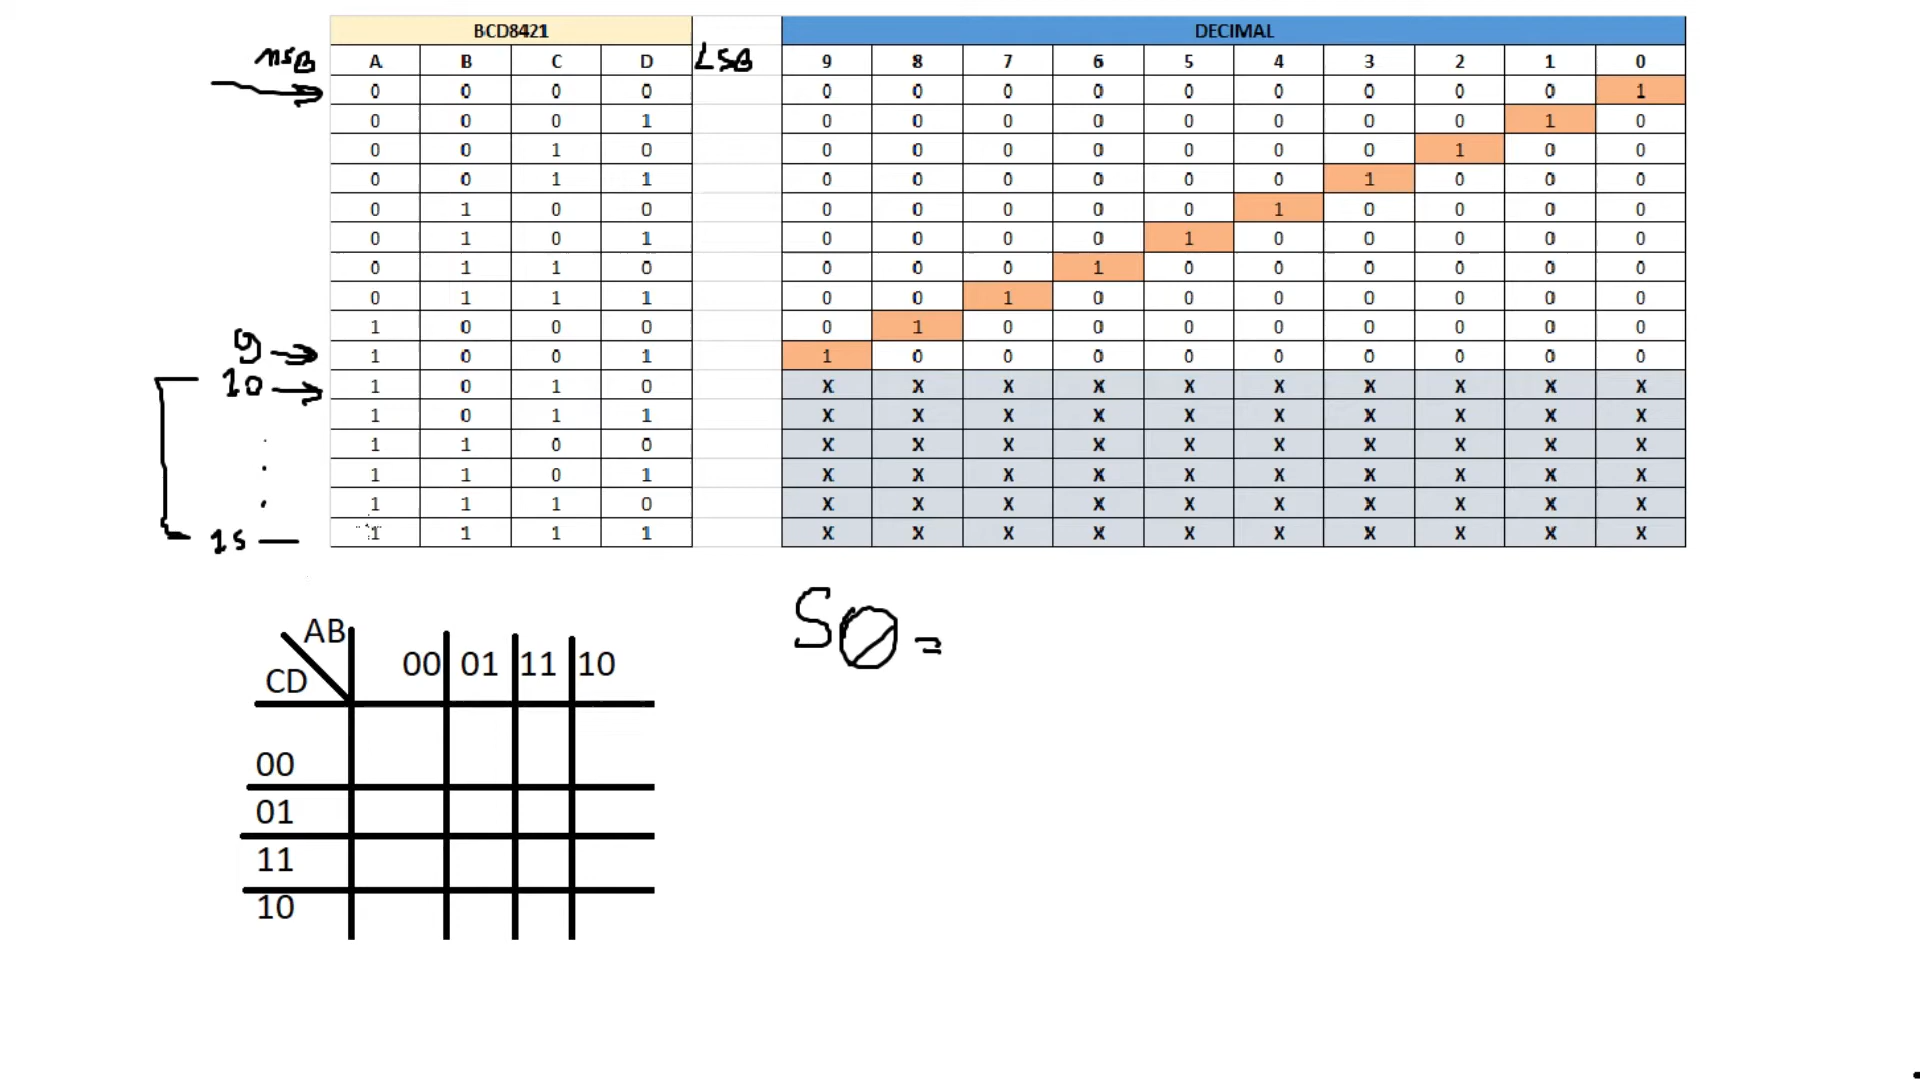 BCD8421 DECIMAL
MSB A B C D LSB 9 8 7 6 5 4 3 2 1 0
0 0 0 0 0 0 0 0 0 0 0 0 0 1
0 0 0 1 0 0 0 0 0 0 0 0 1 0
0 0 1 0 0 0 0 0 0 0 0 1 0 0
0 0 1 1 0 0 0 0 0 0 1 0 0 0
0 1 0 0 0 0 0 0 0 1 0 0 0 0
0 1 0 1 0 0 0 0 1 0 0 0 0 0
0 1 1 0 0 0 0 1 0 0 0 0 0 0
0 1 1 1 0 0 1 0 0 0 0 0 0 0
1 0 0 0 0 1 0 0 0 0 0 0 0 0
9 1 0 0 1 1 0 0 0 0 0 0 0 0 0
10 1 0 1 0 X X X X X X X X X X
1 0 1 1 X X X X X X X X X X
1 1 0 0 X X X X X X X X X X
1 1 0 1 X X X X X X X X X X
1 1 1 0 X X X X X X X X X X
15 1 1 1 1 X X X X X X X X X X
S0 =
AB
CD 00 01 11 10
00
01
11
10